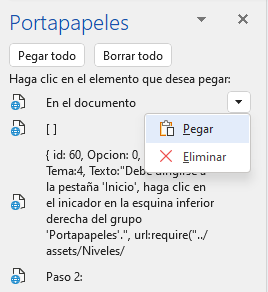 Portapapeles
Pegar todo
Borrar todo
Haga clic en el elemento que desea pegar:
En el documento
Pegar
Eliminar
[ ]
{ id: 60, Opcion: 0,
Tema:4, Texto:"Debe dirigirse a
la pestaña 'Inicio', haga clic en
el inicador en la esquina inferior
derecha del grupo
'Portapapeles'.", url:require("../
assets/Niveles/
Paso 2: